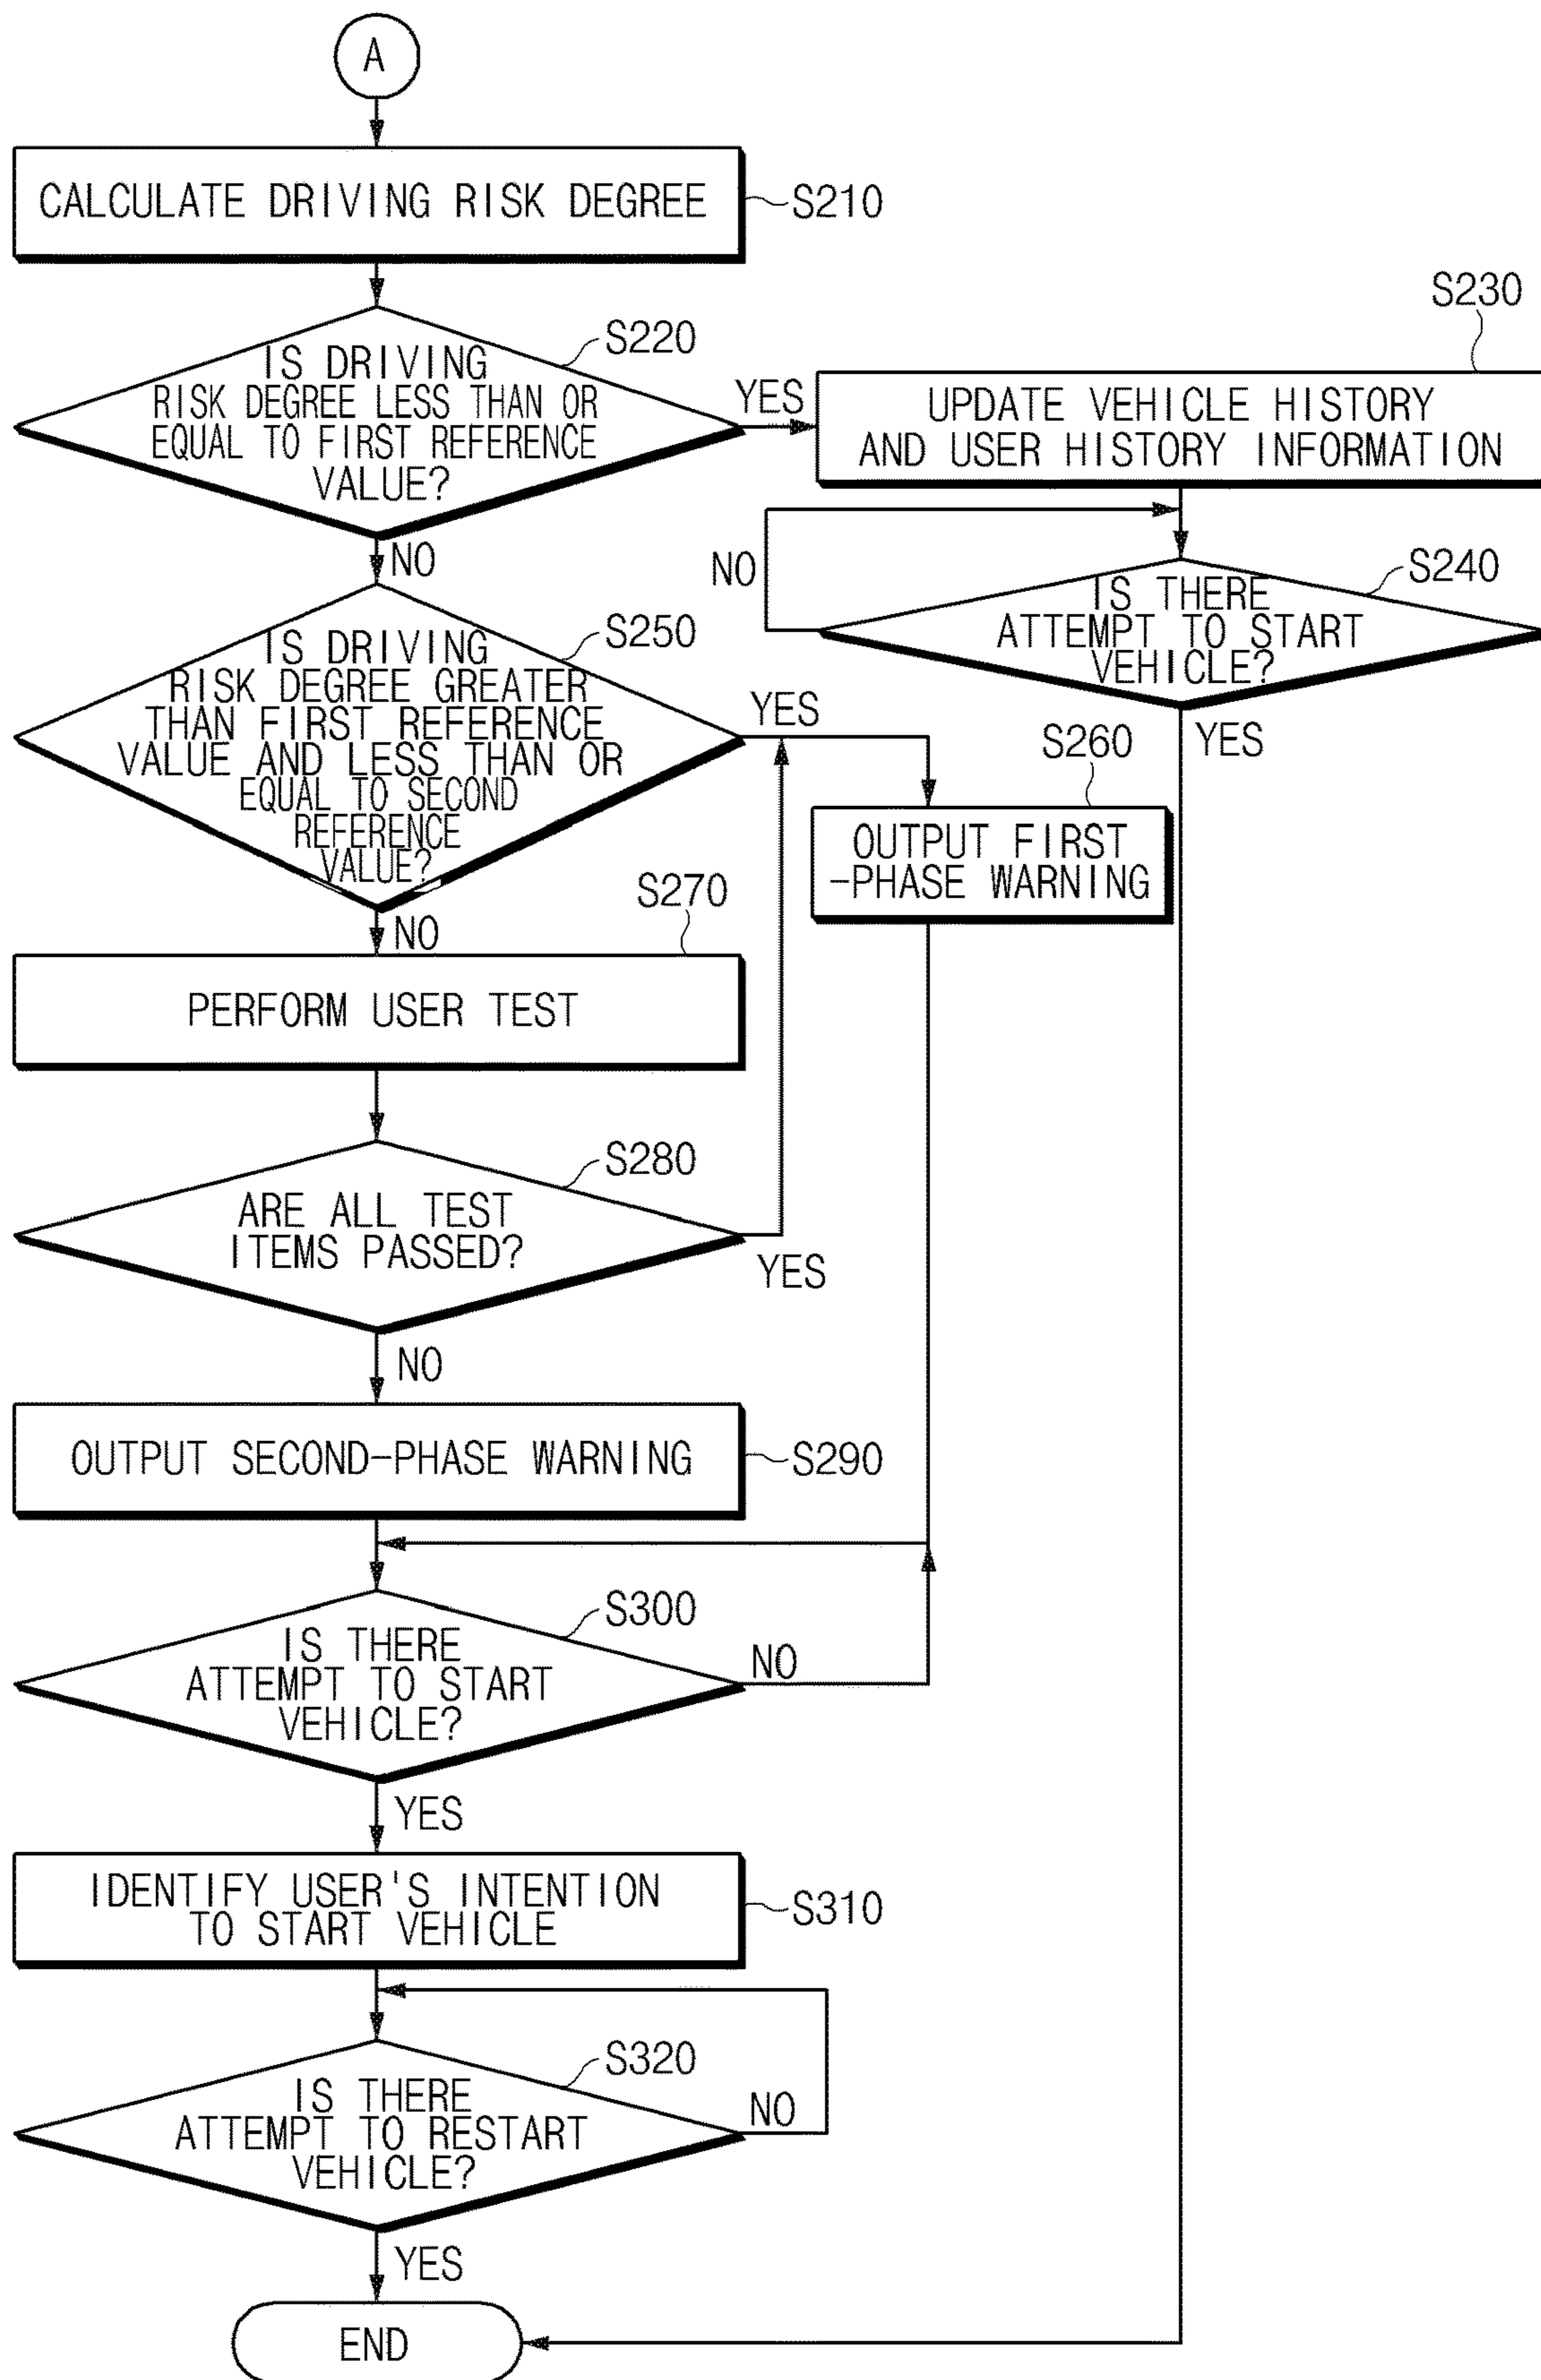 A
CALCULATE DRIVING RISK DEGREE
S210
IS DRIVING
RISK DEGREE LESS THAN OR
EQUAL TO FIRST REFERENCE
VALUE?
S220
YES
NO
S230
UPDATE VEHICLE HISTORY
AND USER HISTORY INFORMATION
NO
IS THERE
ATTEMPT TO START
VEHICLE?
S240
YES
IS DRIVING
RISK DEGREE GREATER
THAN FIRST REFERENCE
VALUE AND LESS THAN OR
EQUAL TO SECOND
REFERENCE
VALUE?
S250
YES
NO
S260
OUTPUT FIRST
-PHASE WARNING
S270
PERFORM USER TEST
ARE ALL TEST
ITEMS PASSED?
S280
YES
NO
OUTPUT SECOND-PHASE WARNING
S290
IS THERE
ATTEMPT TO START
VEHICLE?
S300
NO
YES
IDENTIFY USER'S INTENTION
TO START VEHICLE
S310
IS THERE
ATTEMPT TO RESTART
VEHICLE?
S320
NO
YES
END